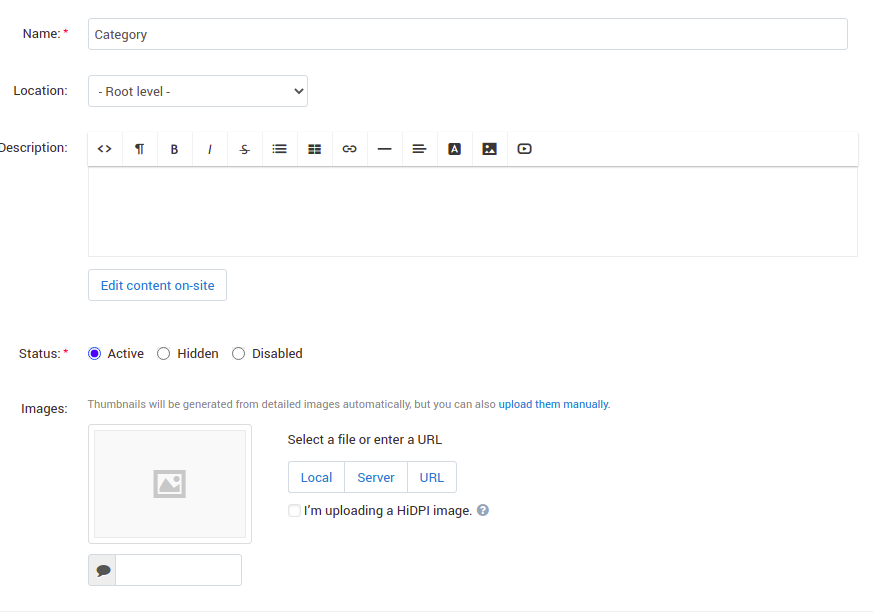 Name: *
Category
Location:
- Root level -
Description:
<> ¶ B I S A
Edit content on-site
Status: *
Active Hidden Disabled
Images:
Thumbnails will be generated from detailed images automatically, but you can also upload them manually.
Select a file or enter a URL
Local Server URL
I'm uploading a HiDPI image. ?